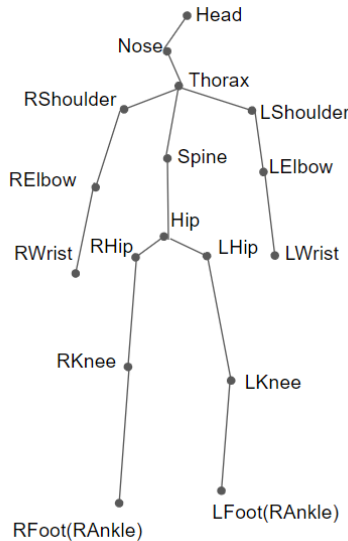 Head
Nose
Thorax
RShoulder
LShoulder
Spine
LElbow
RElbow
Hip
RHip
LHip
RWrist
LWrist
RKnee
LKnee
LFoot(RAnkle)
RFoot(RAnkle)